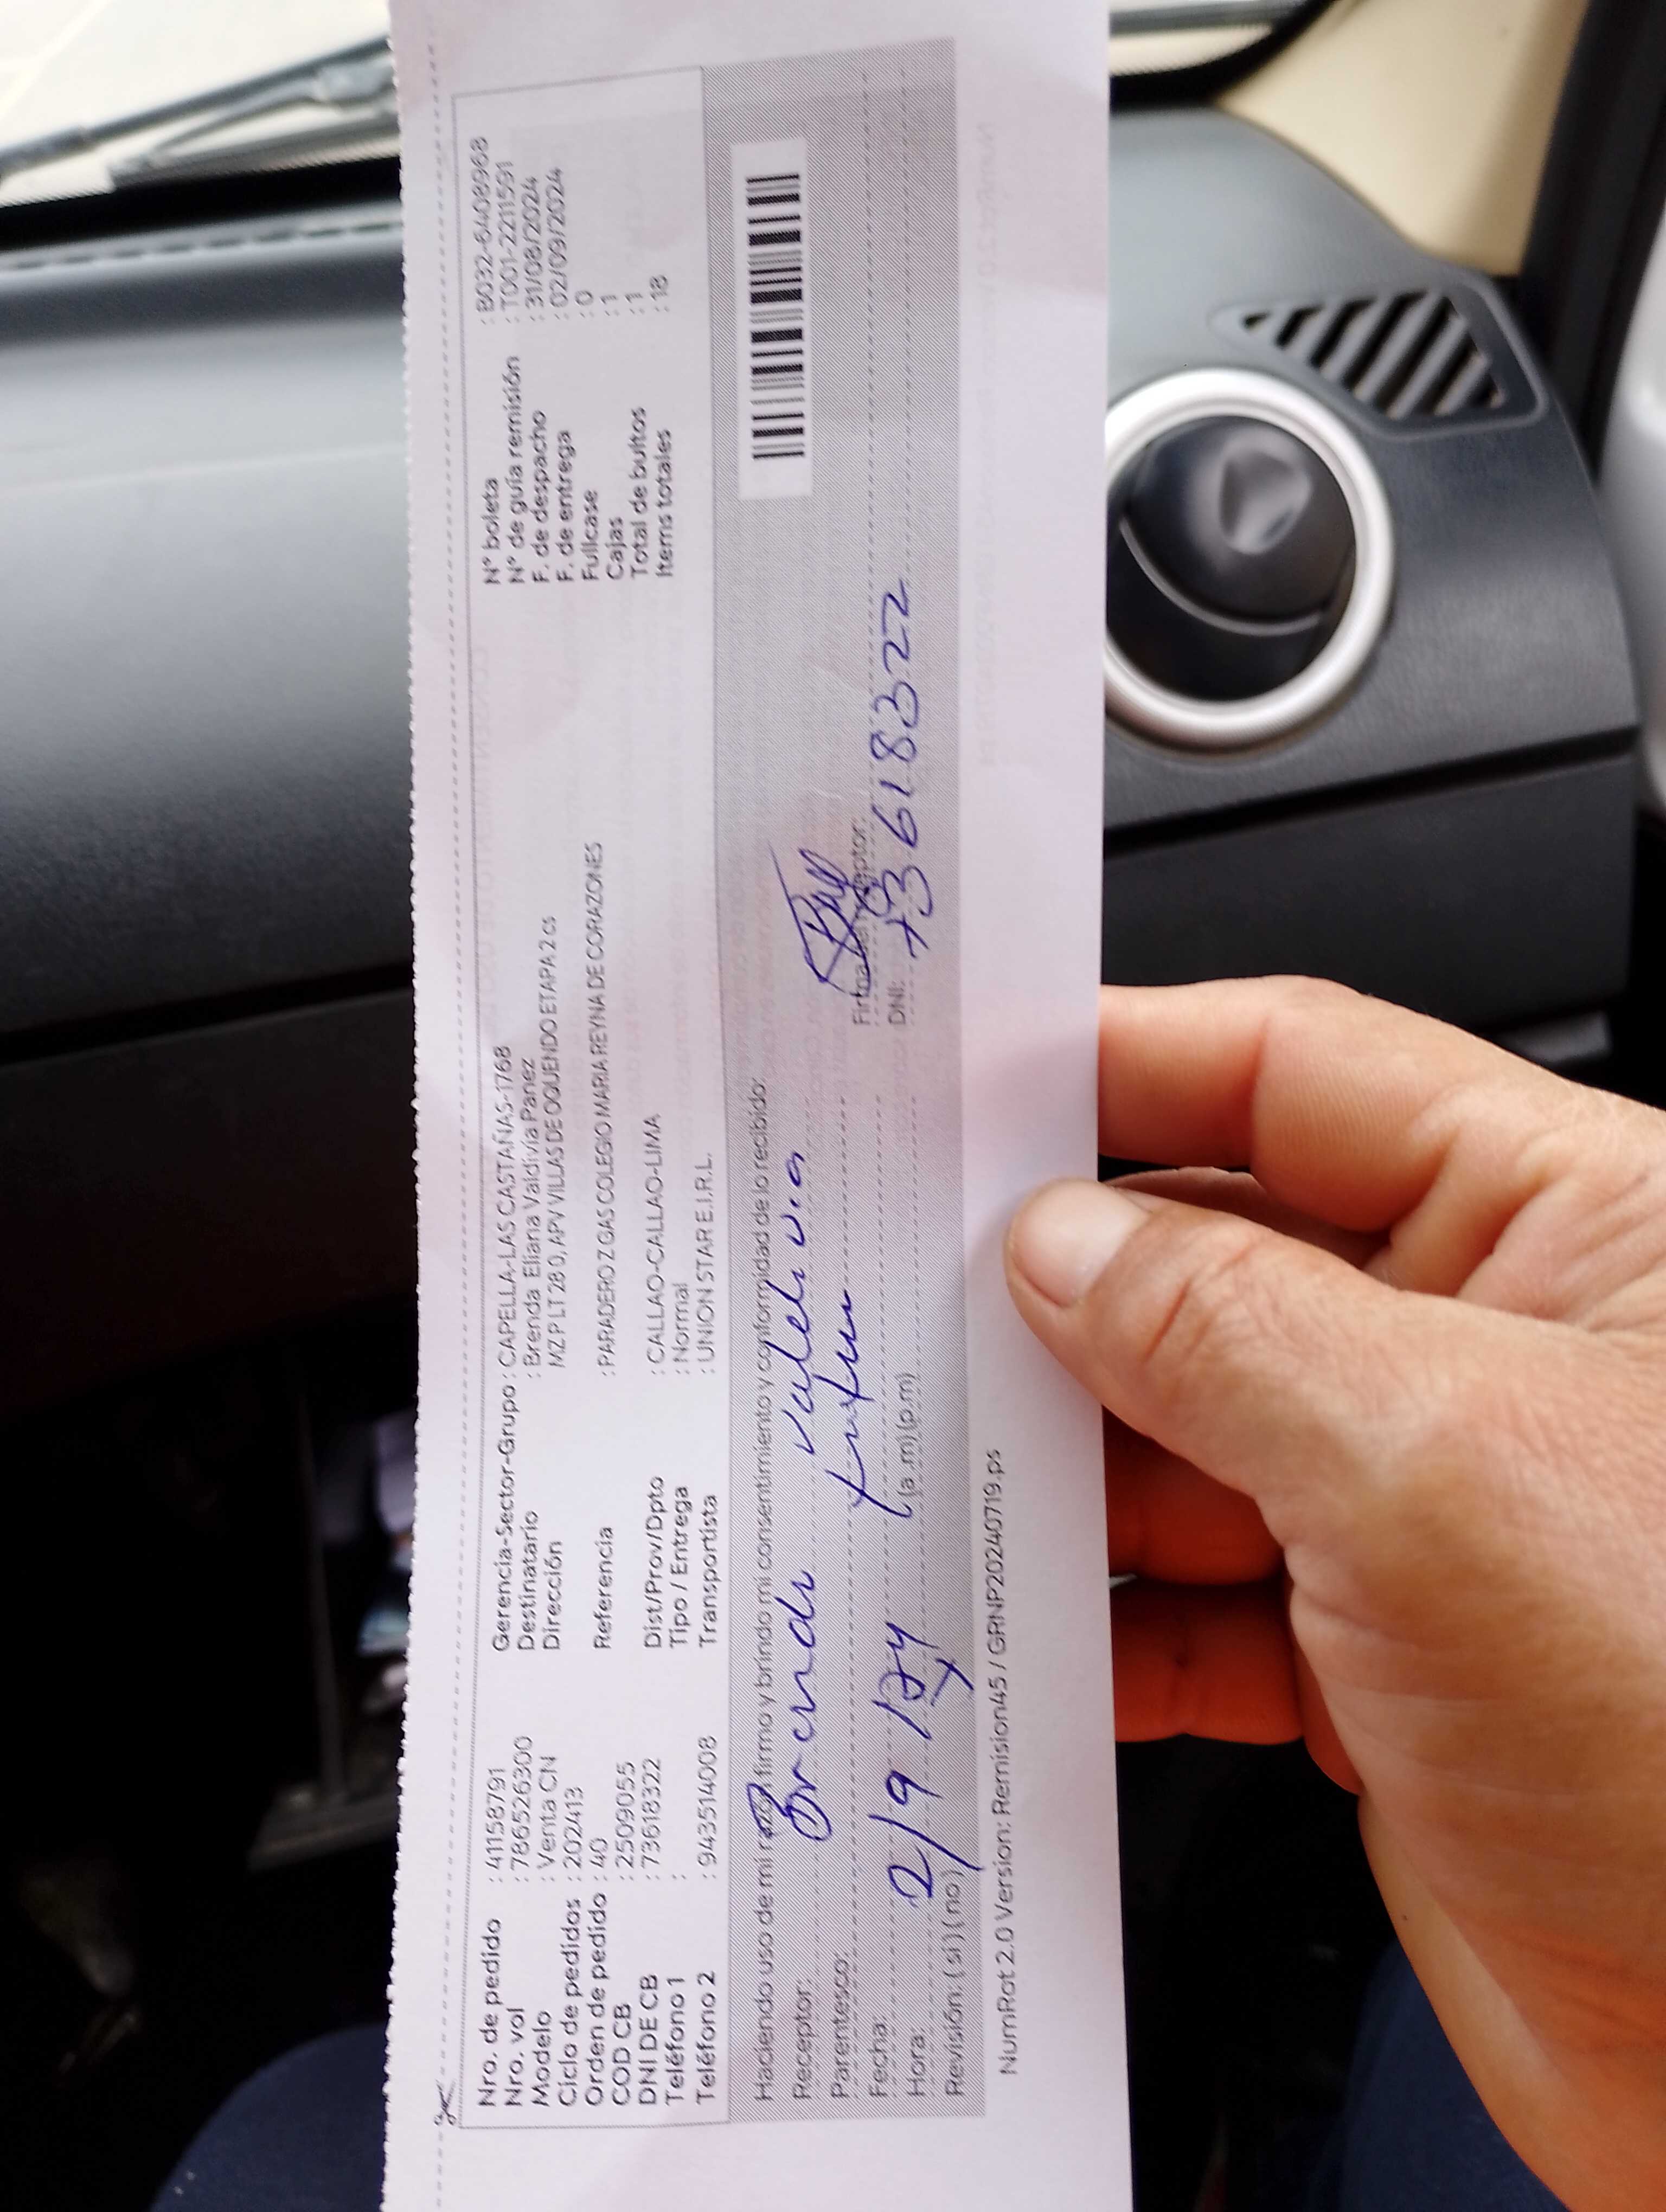 Nro. de pedido : 41158791
Nro. vol : 786526300
Modelo : Venta CN
Ciclo de pedidos : 202413
Orden de pedido : 40
COD CB : 2509055
DNI DE CB : 73618322
Teléfono 1 :
Teléfono 2 : 943514008
Gerencia-Sector-Grupo : CAPELLA-LAS CASTAÑAS-1768
Destinatario : Brenda Eliana Valdivia Panez
Dirección MZ P LT 28 0, APV VILLAS DE OQUENDO ETAPA 2 cs
Referencia : PARADERO Z GAS COLEGIO MARIA REYNA DE CORAZONES
Dist/Prov/Dpto : CALLAO-CALLAO-LIMA
Tipo / Entrega : Normal
Transportista : UNION STAR E.I.R.L.
N° boleta : B032-6408968
N° de guía remisión : T001-2211591
F. de despacho : 31/08/2024
F. de entrega : 02/09/2024
Fullcase : 0
Cajas : 1
Total de bultos : 1
Items totales : 18
Haciendo uso de mi firmo y brindo mi consentimiento y conformidad de lo recibido:
Receptor: Brenda
Parentesco:
Fecha: 2/9/24
Hora: (a.m)(p.m)
Revisión: (si)(no)
Firma del receptor:
DNI: 73618322
NumRot 2.0 Version: Remision45 / GRNP20240719.ps